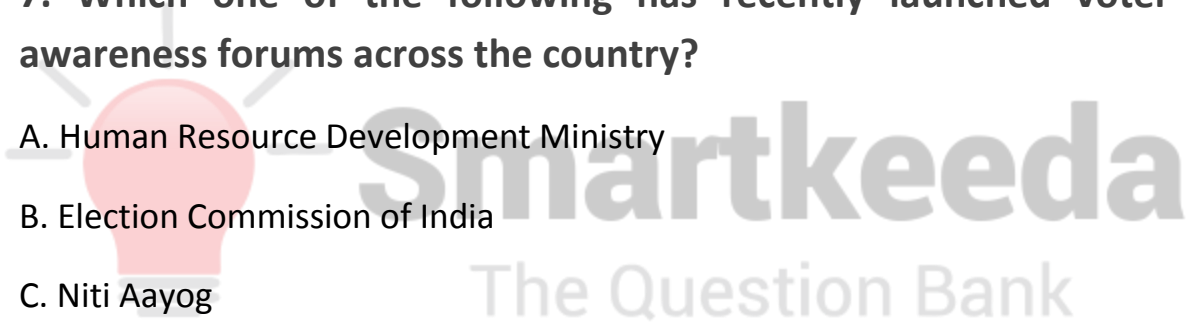 7. Which one of the following has recently launched voter
awareness forums across the country?
A. Human Resource Development Ministry
B. Election Commission of India
C. Niti Aayog
Smartkeeda
The Question Bank